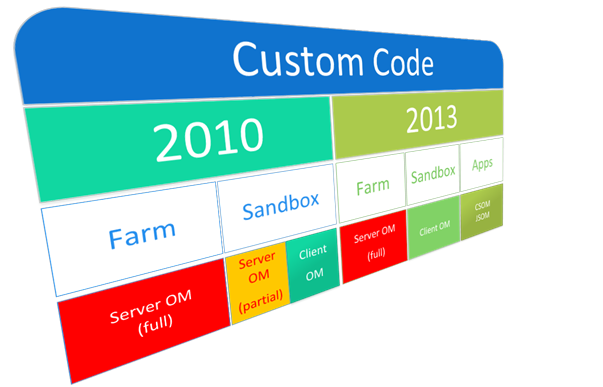 Custom Code
2010
2013
Farm
Sandbox
Farm
Sandbox
Apps
Server OM
(full)
Server
OM
(partial)
Client
OM
Server OM
(full)
Client OM
CSOM
JSOM